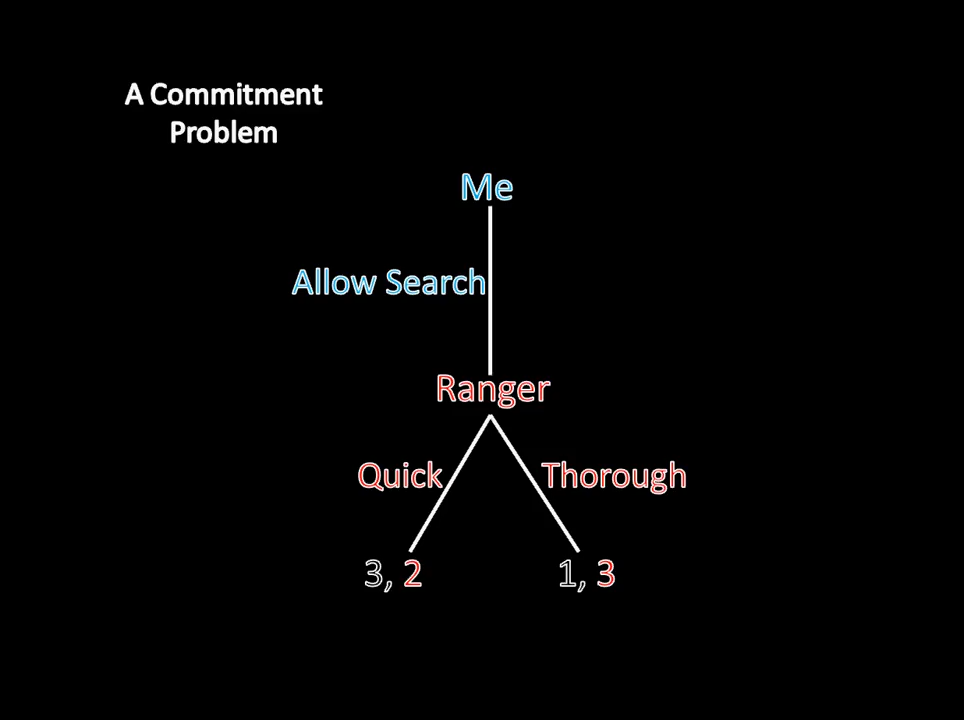 A Commitment
Problem
Me
Allow Search
Ranger
Quick
Thorough
3, 2
1, 3